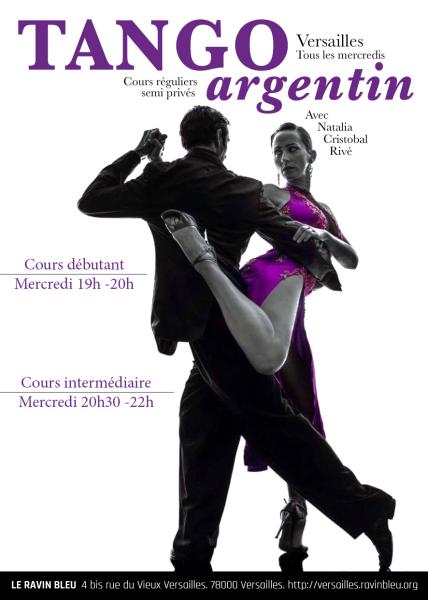 TANGO
Versailles
Tous les mercredis
Cours réguliers
semi privés
argentin
Avec
Natalia
Cristobal
Rivé
Cours débutant
Mercredi 19h -20h
Cours intermédiaire
Mercredi 20h30 -22h
LE RAVIN BLEU 4 bis rue du Vieux Versailles. 78000 Versailles. http://versailles.ravinbleu.org